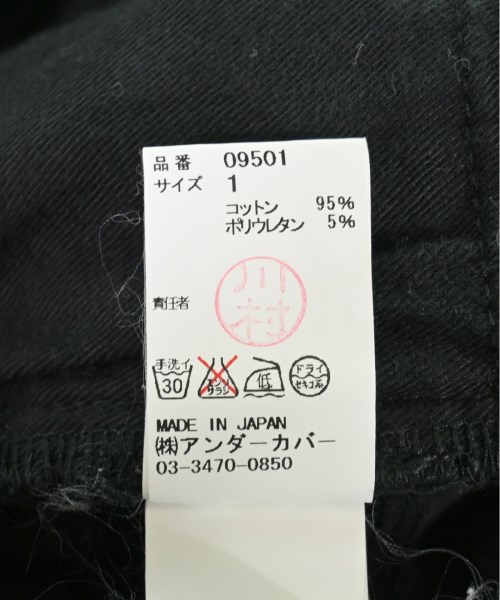 品番 09501
サイズ 1
コットン 95%
ポリウレタン 5%
責任者
川村
手洗イ
30
エンソ
サラシ
低
ドライ
セキユ系
MADE IN JAPAN
㈱アンダーカバー
03-3470-0850